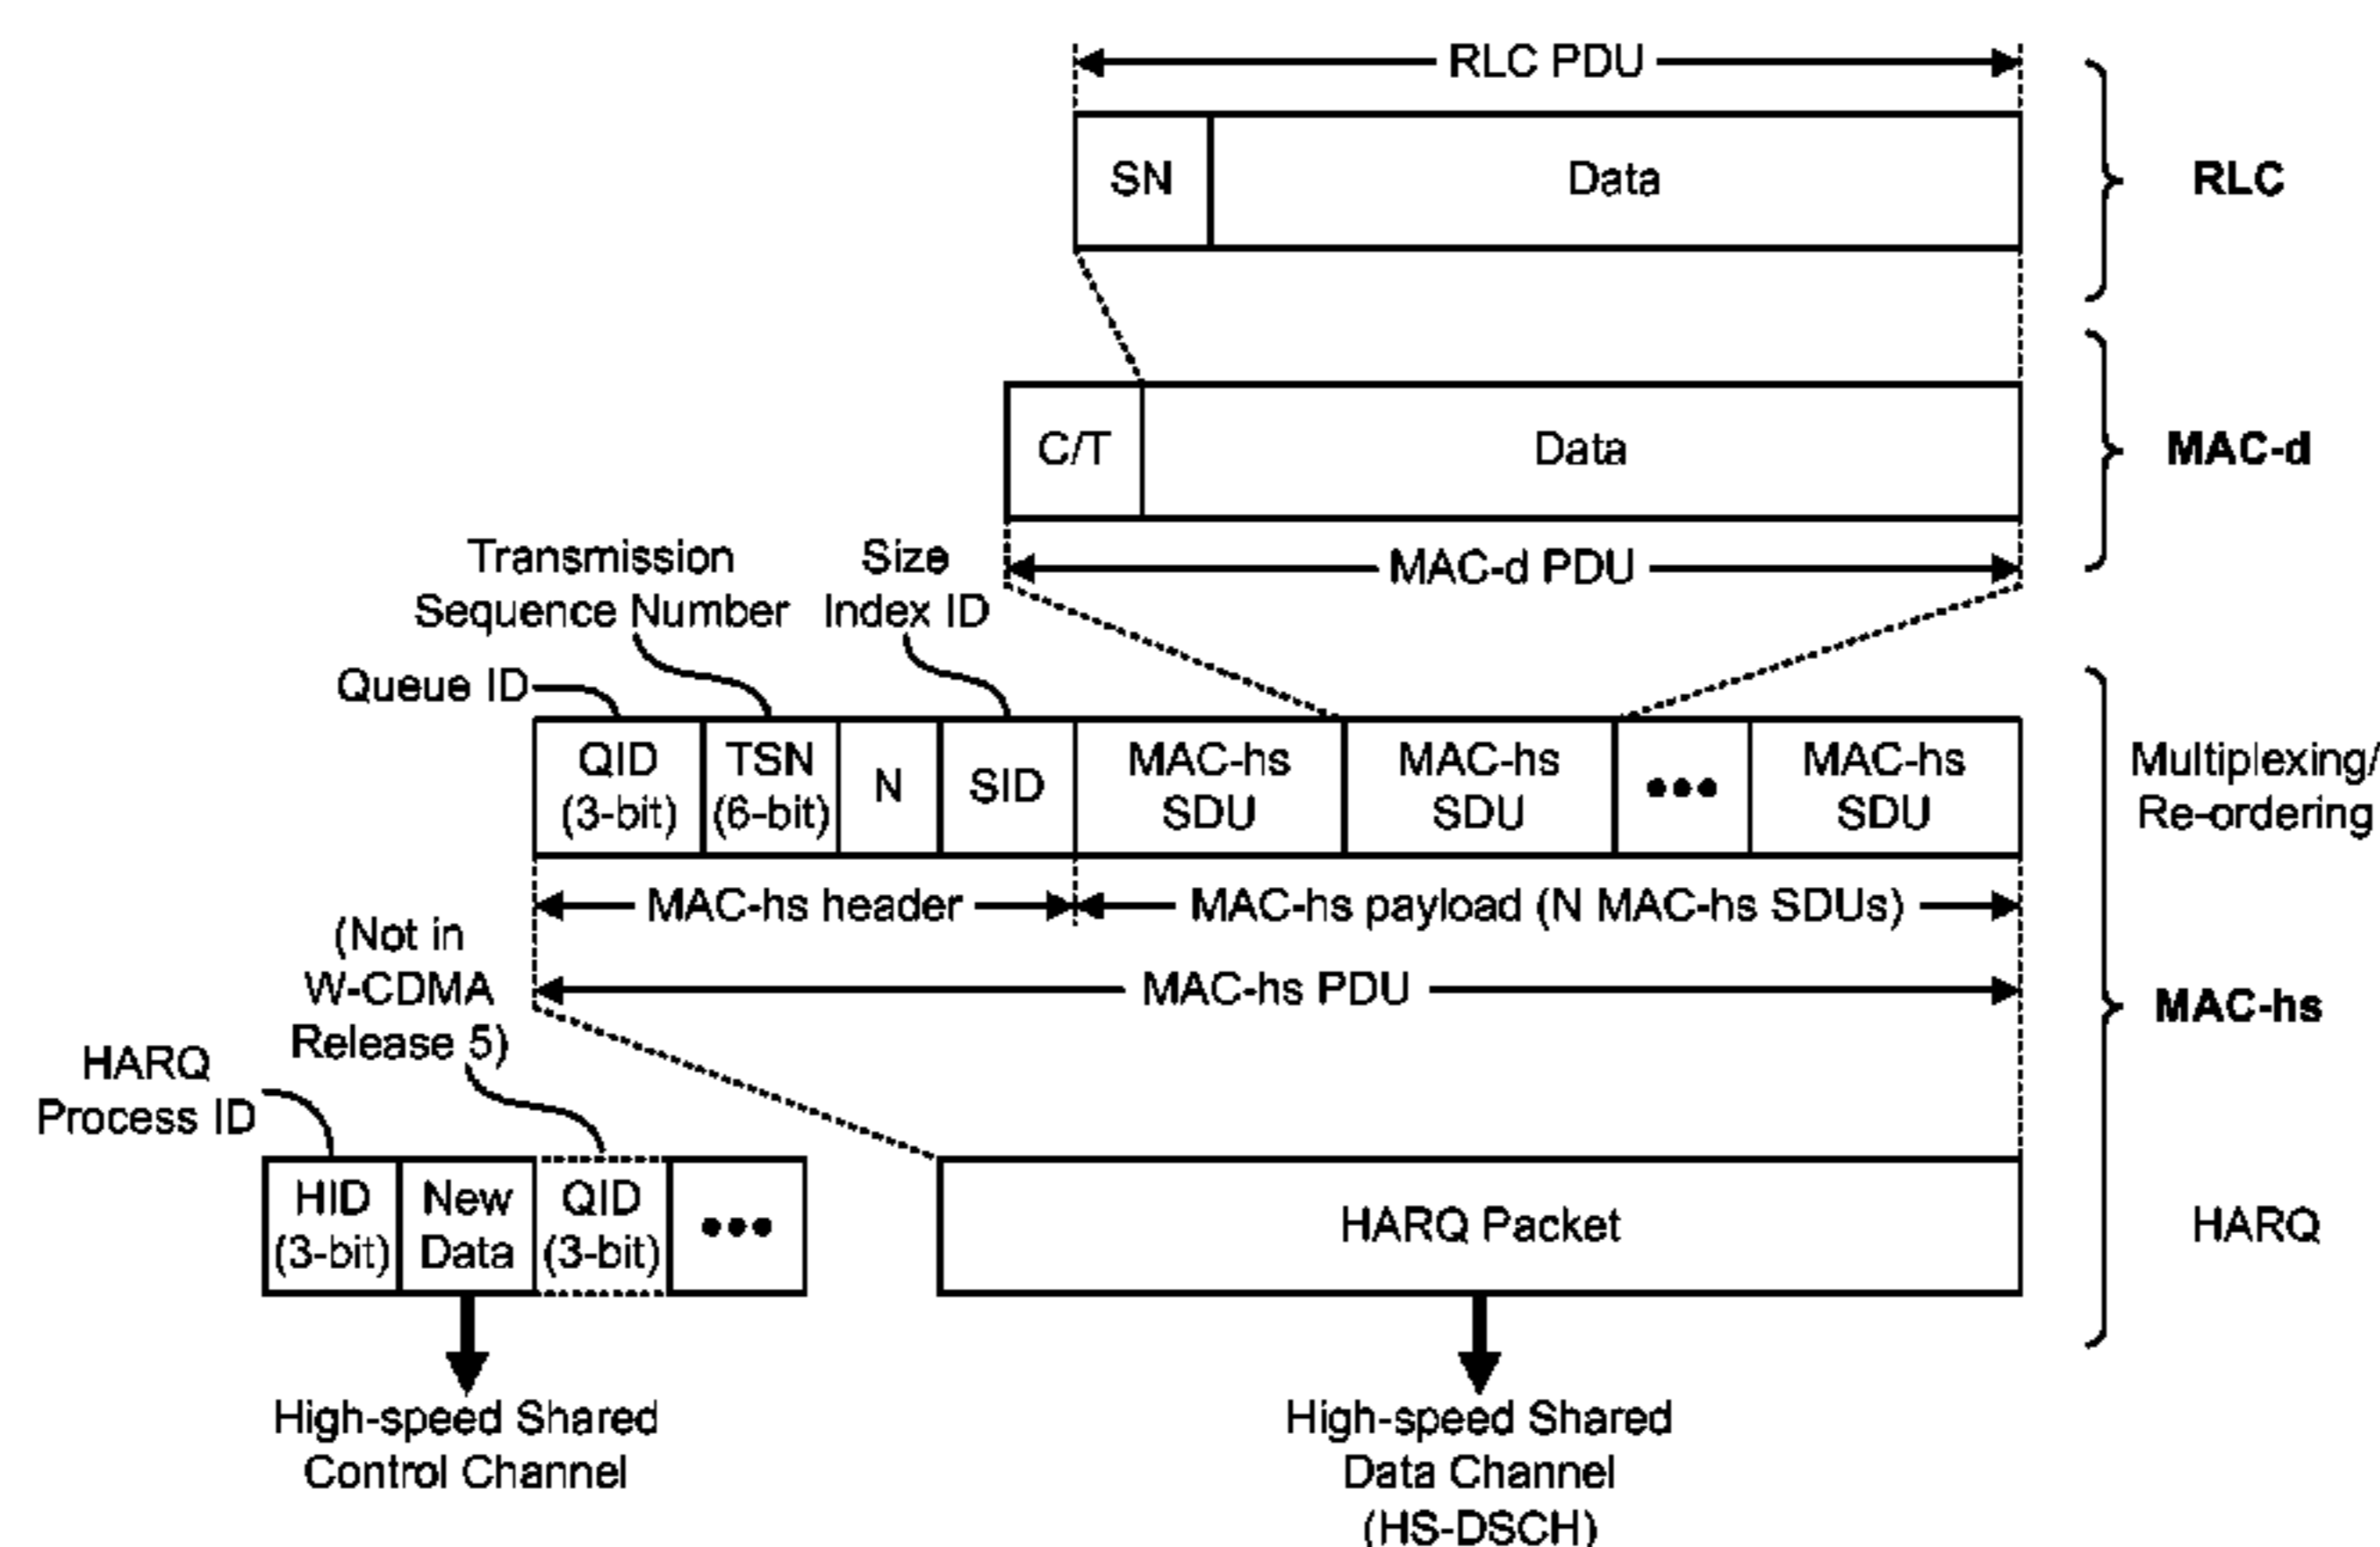 RLC PDU
SN
Data
RLC
C/T
Data
MAC-d
MAC-d PDU
Transmission
Sequence Number
Size
Index ID
Queue ID
QID
(3-bit)
TSN
(6-bit)
N
SID
MAC-hs
SDU
MAC-hs
SDU
•••
MAC-hs
SDU
Multiplexing/
Re-ordering
MAC-hs header
MAC-hs payload (N MAC-hs SDUs)
MAC-hs PDU
MAC-hs
(Not in
W-CDMA
Release 5)
HARQ
Process ID
HID
(3-bit)
New
Data
QID
(3-bit)
•••
HARQ Packet
HARQ
High-speed Shared
Control Channel
High-speed Shared
Data Channel
(HS-DSCH)